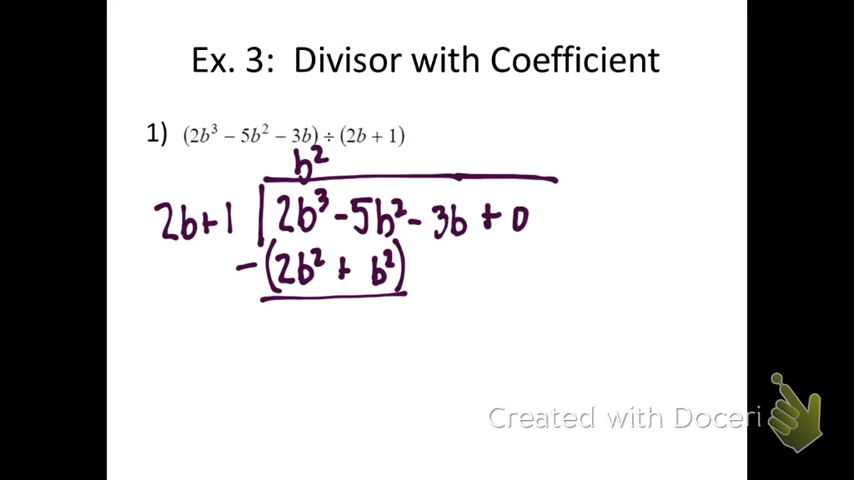 Ex. 3: Divisor with Coefficient
1) (2b³ – 5b² – 3b) ÷ (2b + 1)
b²
2b+1 2b³ - 5b² - 3b + 0
-(2b² + b²)
Created with Doceri